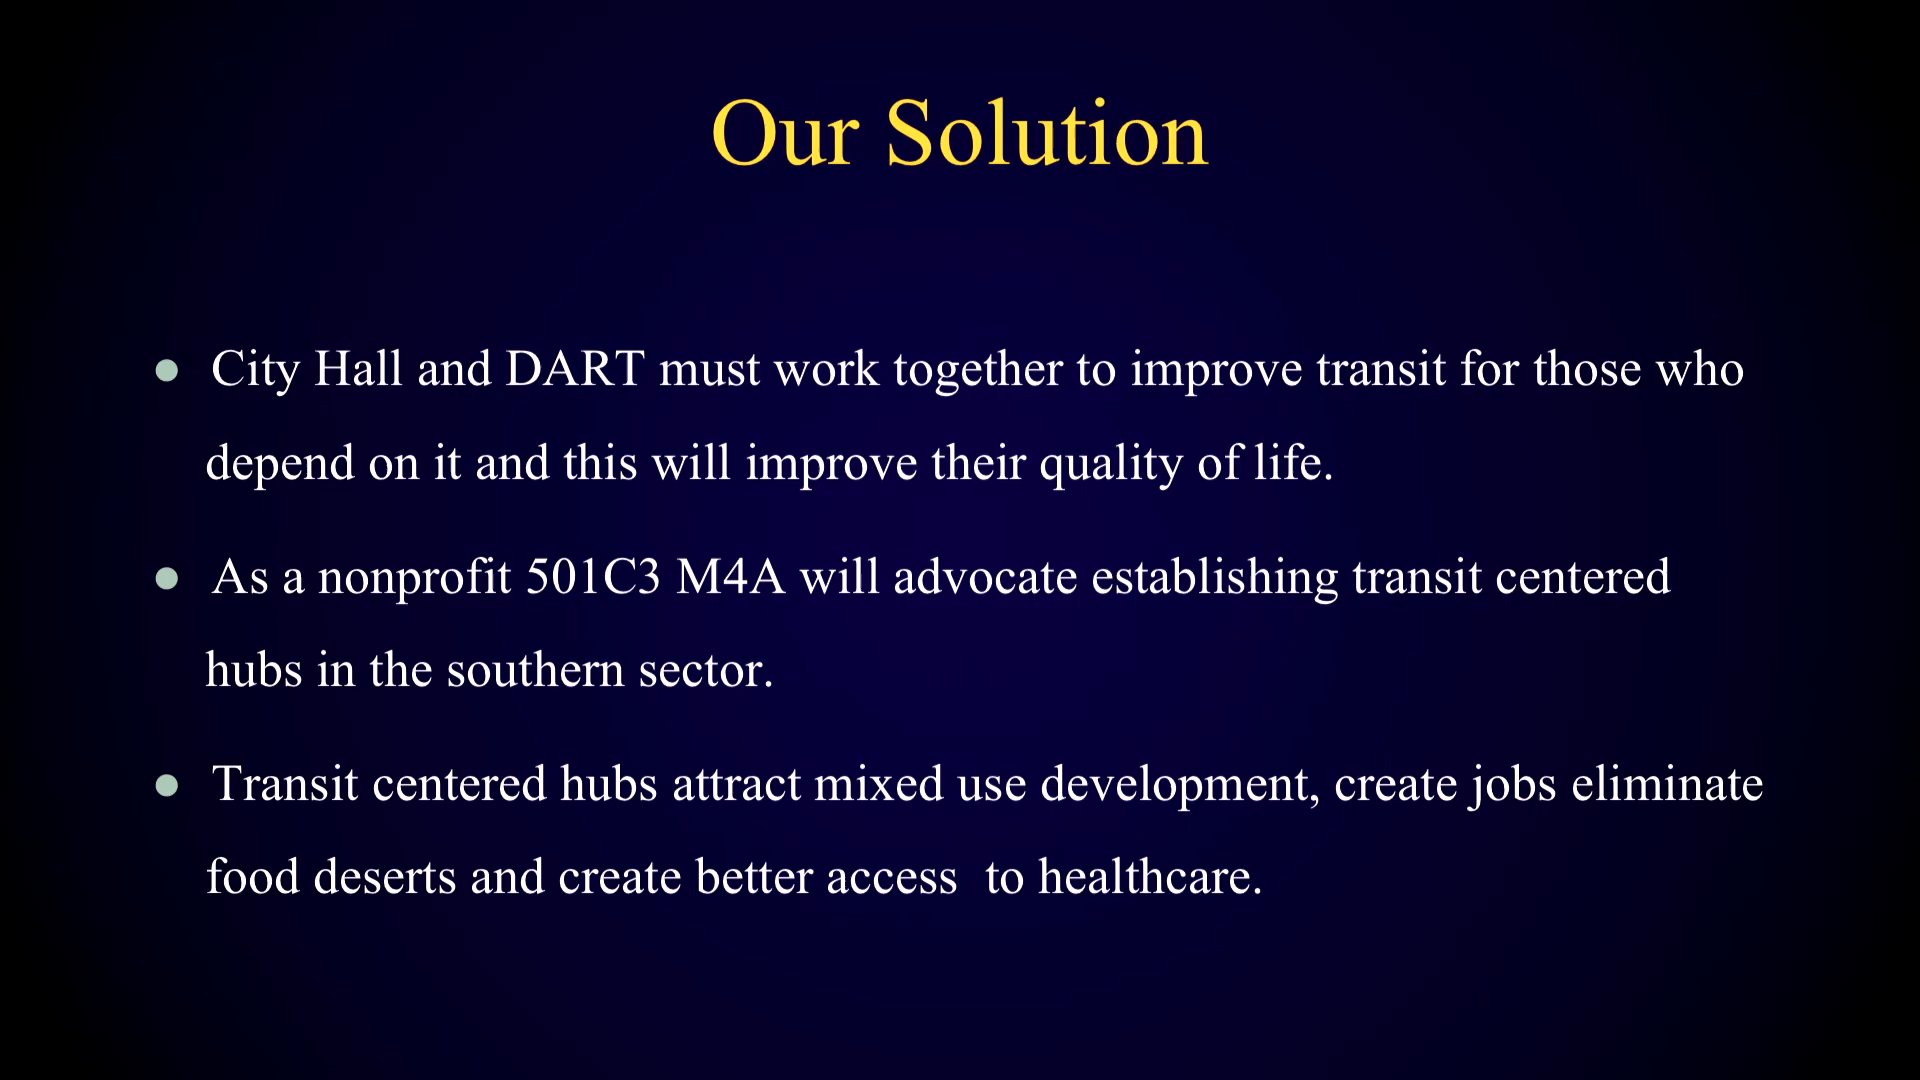 Our Solution
● City Hall and DART must work together to improve transit for those who
depend on it and this will improve their quality of life.
● As a nonprofit 501C3 M4A will advocate establishing transit centered
hubs in the southern sector.
● Transit centered hubs attract mixed use development, create jobs eliminate
food deserts and create better access  to healthcare.